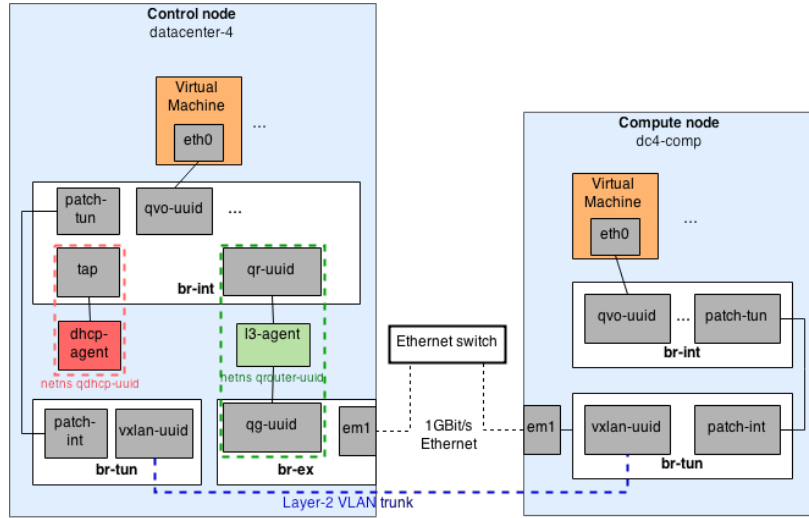 Control node
datacenter-4
Virtual
Machine
eth0
...
patch-
tun
qvo-uuid
...
tap
qr-uuid
br-int
dhcp-
agent
l3-agent
netns qdhcp-uuid
netns qrouter-uuid
patch-
int
vxlan-uuid
qg-uuid
em1
br-tun
br-ex
Ethernet switch
1GBit/s
Ethernet
Layer-2 VLAN trunk
Compute node
dc4-comp
Virtual
Machine
...
eth0
qvo-uuid
...
patch-tun
br-int
em1
vxlan-uuid
patch-int
br-tun